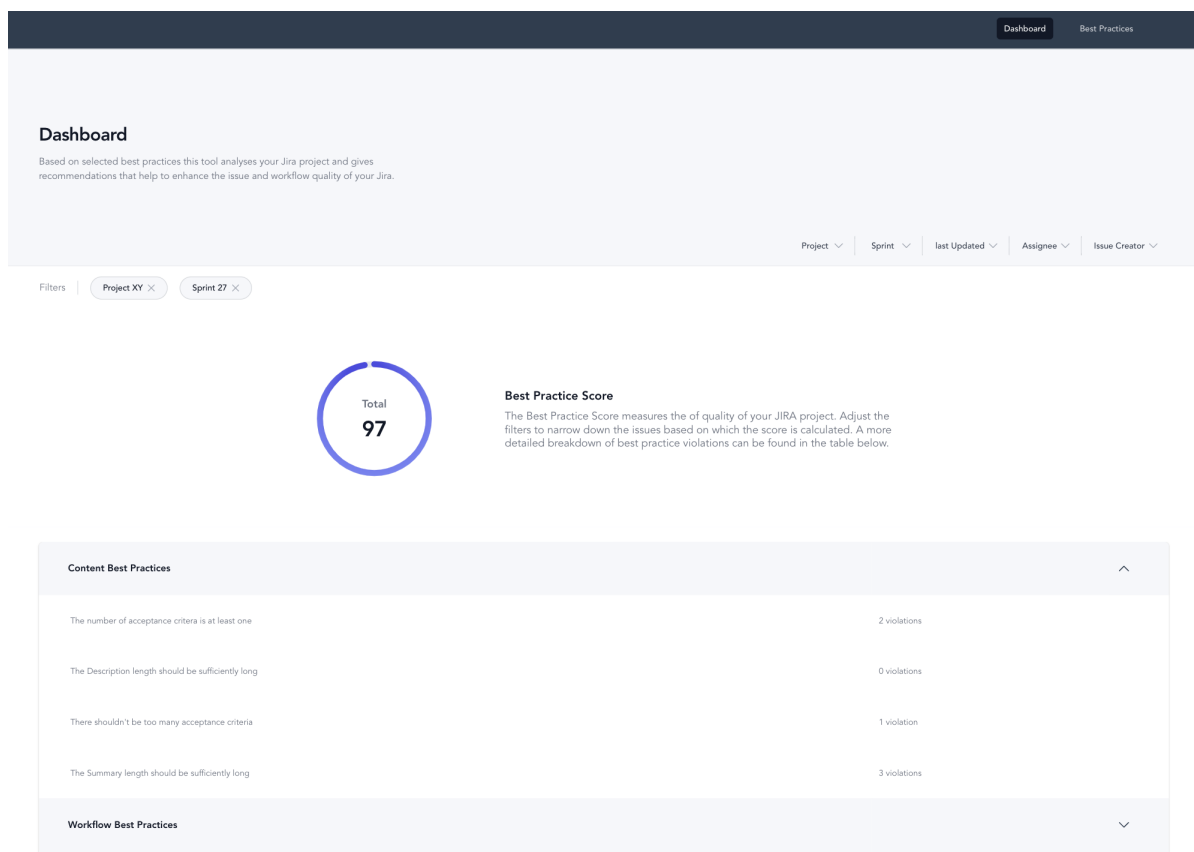 Dashboard
Best Practices
Dashboard
Based on selected best practices this tool analyses your Jira project and gives
recommendations that help to enhance the issue and workflow quality of your Jira.
Project
Sprint
last Updated
Assignee
Issue Creator
Filters
Project XY
Sprint 27
Total
97
Best Practice Score
The Best Practice Score measures the of quality of your JIRA project. Adjust the
filters to narrow down the issues based on which the score is calculated. A more
detailed breakdown of best practice violations can be found in the table below.
Content Best Practices
The number of acceptance critera is at least one
2 violations
The Description length should be sufficiently long
0 violations
There shouldn't be too many acceptance criteria
1 violation
The Summary length should be sufficiently long
3 violations
Workflow Best Practices